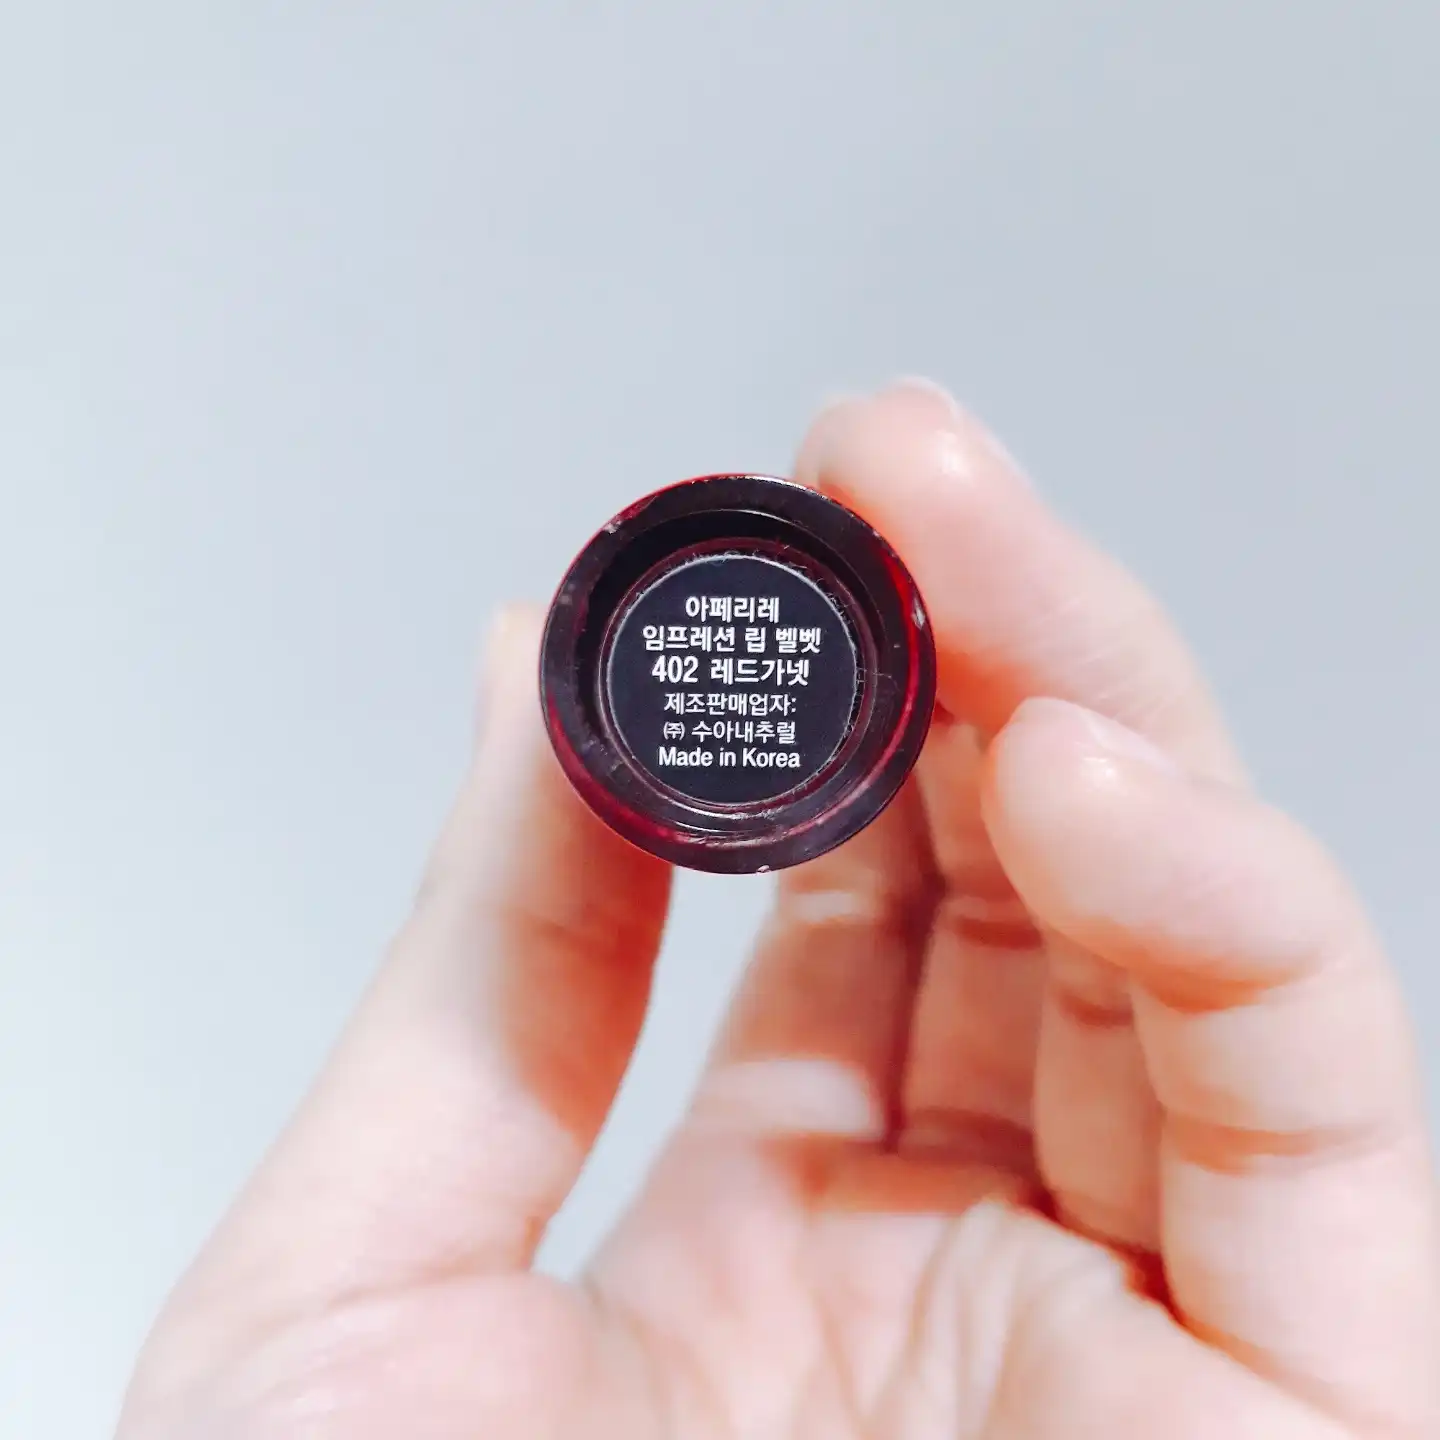 아페리레
임프레션 립 벨벳
402 레드가넷
제조판매업자:
㈜ 수아내추럴
Made in Korea